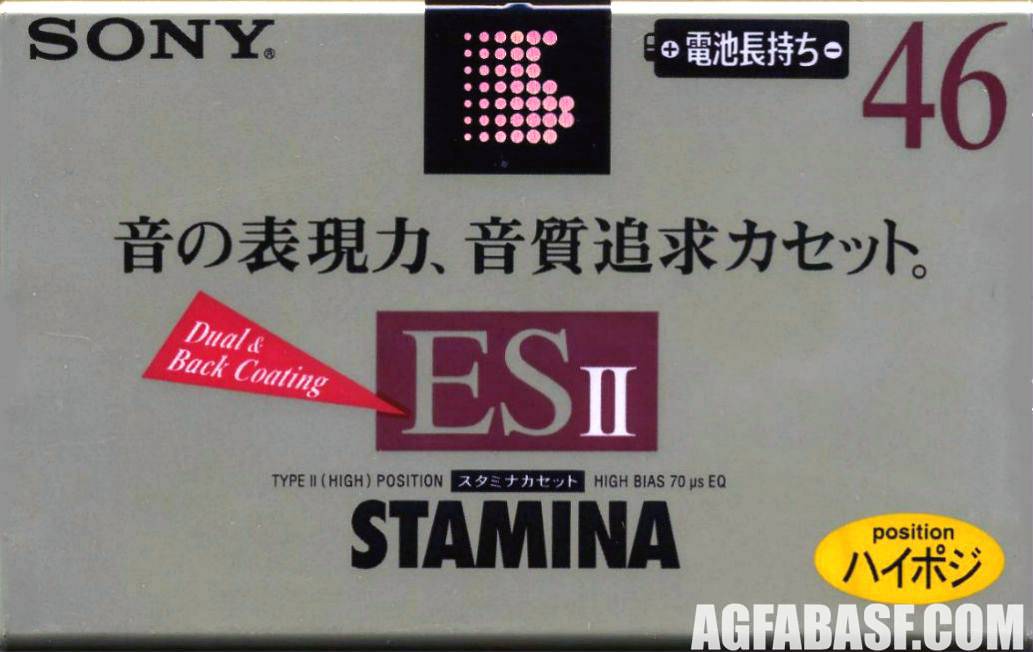 SONY®
電池長持ち
46
音の表現力、音質追求カセット。
Dual &
Back Coating
ES II
TYPE II (HIGH) POSITION スタミナカセット HIGH BIAS 70 µs EQ
STAMINA
position
ハイポジ
AGFABASF.COM